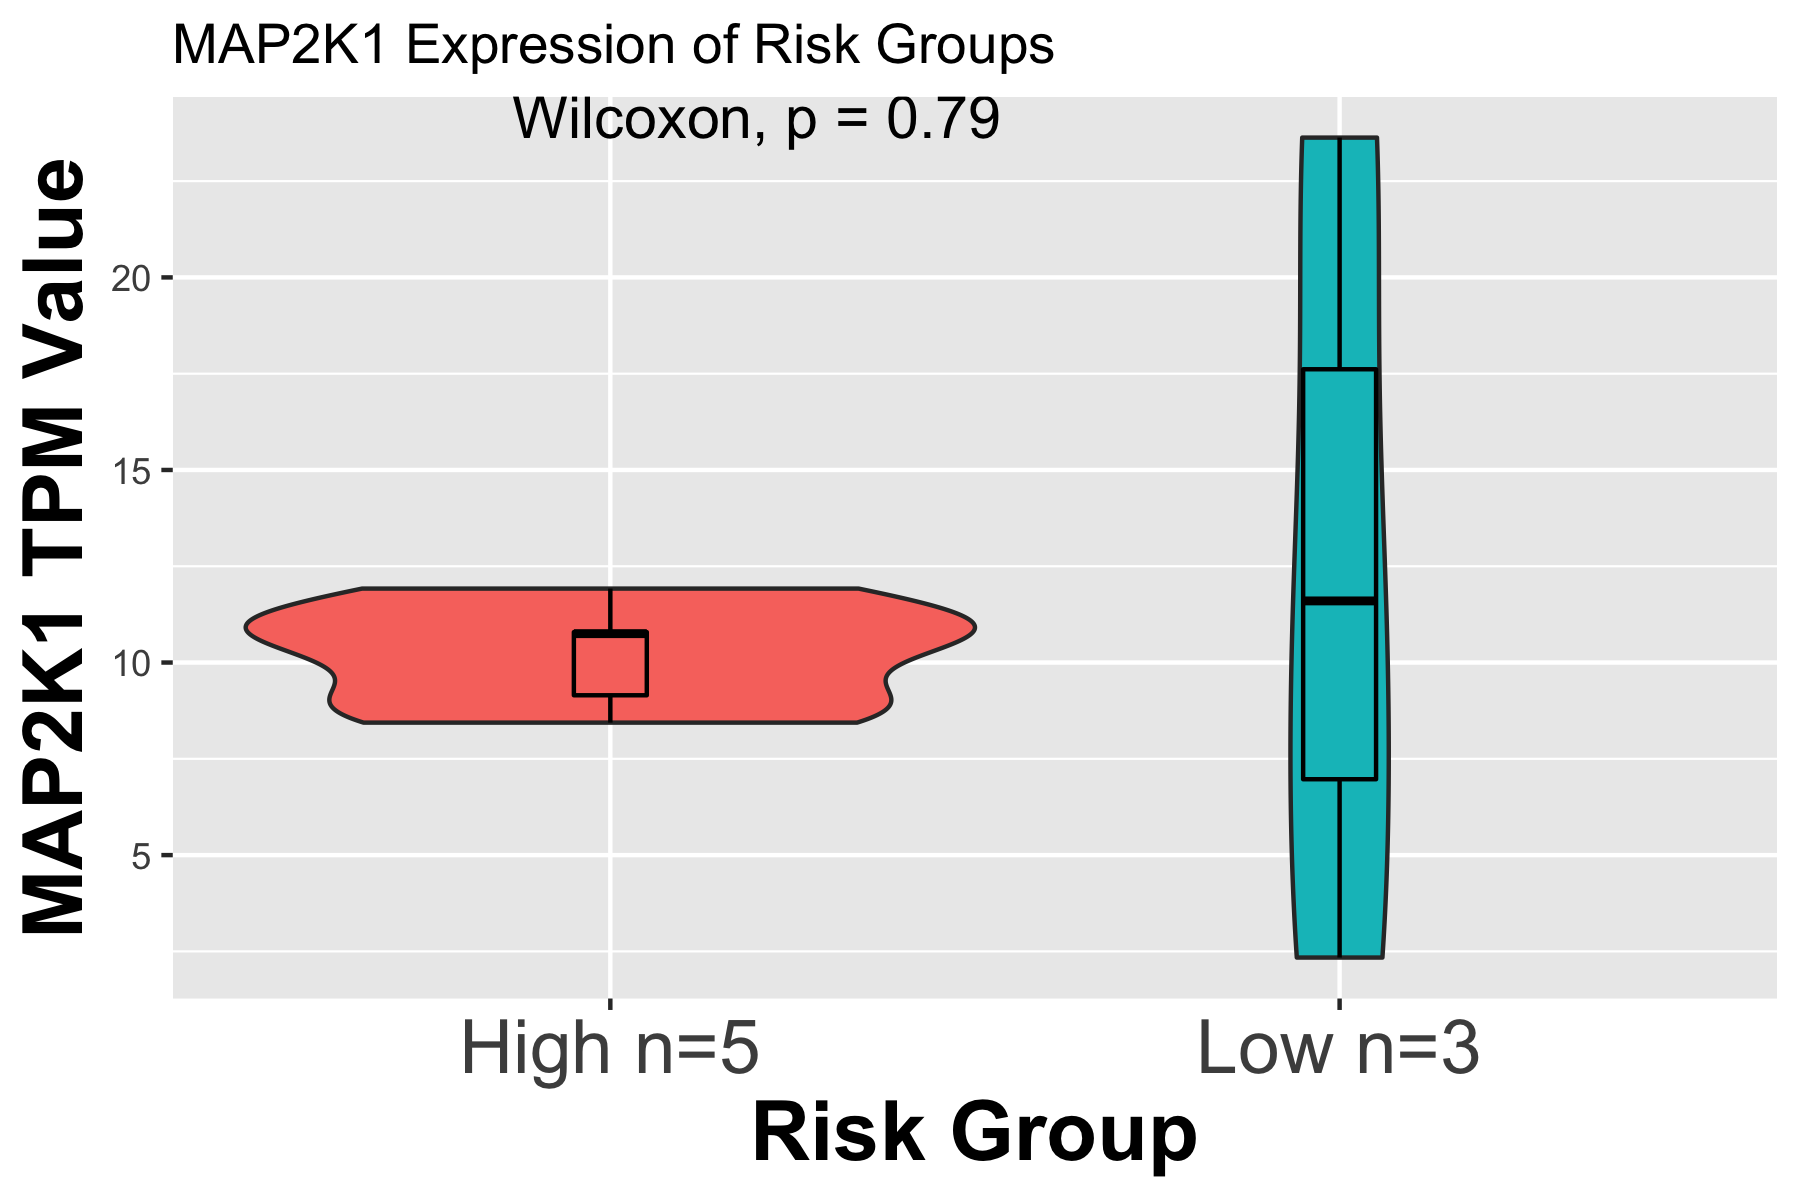 MAP2K1 Expression of Risk Groups
Wilcoxon, p = 0.79
MAP2K1 TPM Value
20
15
10
5
High n=5
Low n=3
Risk Group